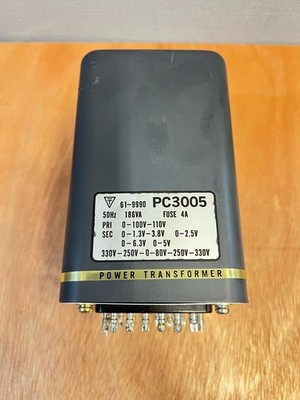 61-9990 PC3005
50Hz 186VA FUSE 4A
PRI 0-100V-110V
SEC 0-1.3V-3.8V 0-2.5V
0-6.3V 0-5V
330V-250V-0-80V-250V-330V
POWER TRANSFORMER